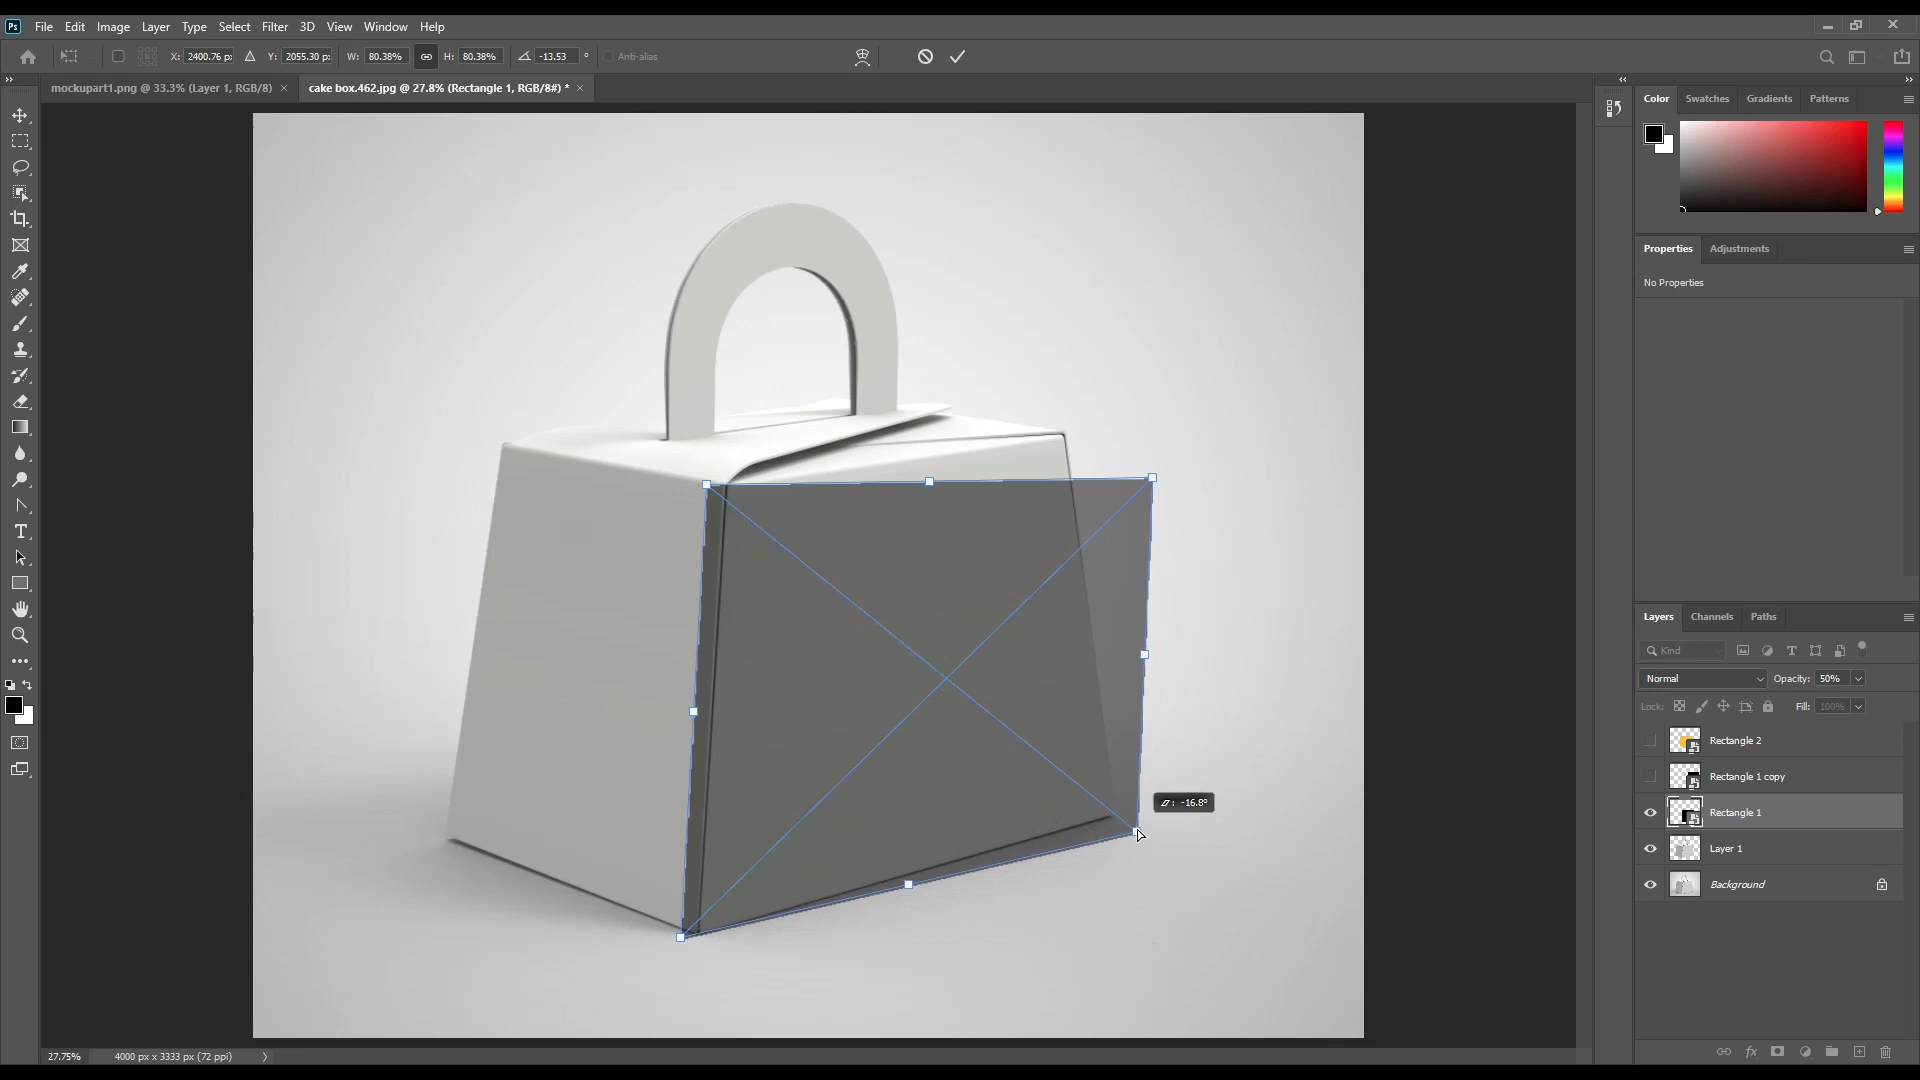 Ps File Edit Image Layer Type Select Filter 3D View Window Help
X: 2400.76 p: Y: 2055.30 p: W: 80.38% H: 80.38% -13.53 ° Anti-alias
mockupart1.png @ 33.3% (Layer 1, RGB/8) × cake box.462.jpg @ 27.8% (Rectangle 1, RGB/8#) * ×
Color Swatches Gradients Patterns
Properties Adjustments
No Properties
Layers Channels Paths
Kind
Normal Opacity: 50%
Lock: Fill: 100%
Rectangle 2
Rectangle 1 copy
Rectangle 1
Layer 1
Background
: -16.8°
27.75% 4000 px x 3333 px (72 ppi)